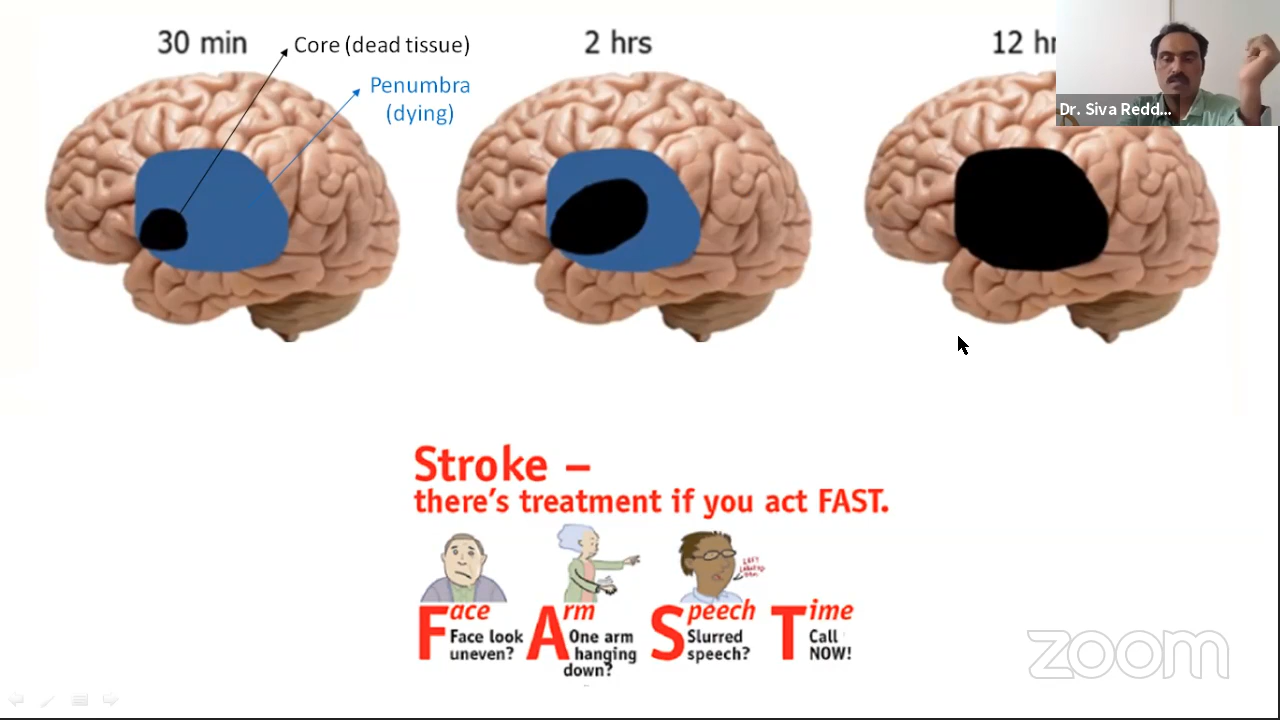 30 min
Core (dead tissue)
Penumbra
(dying)
2 hrs
12 hr
Dr. Siva Redd...
Stroke –
there's treatment if you act FAST.
Face
Face look
uneven?
Arm
One arm
hanging
down?
Speech
Slurred
speech?
Time
Call
NOW!
zoom